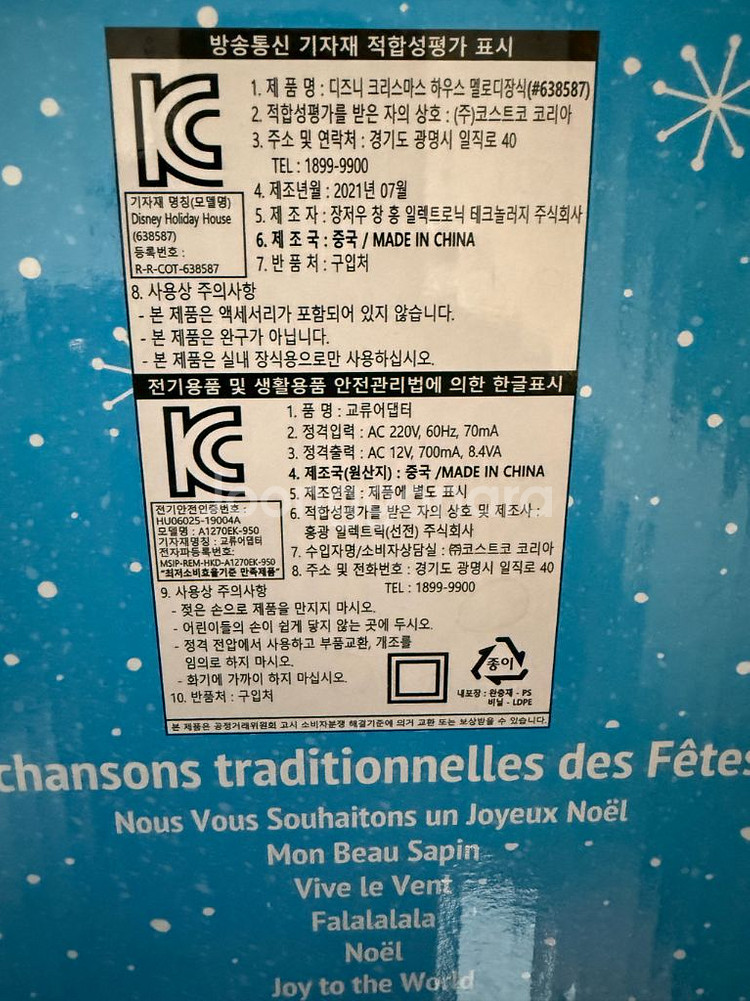 방송통신 기자재 적합성평가 표시
1. 제 품 명 : 디즈니 크리스마스 하우스 멜로디장식(#638587)
2. 적합성평가를 받은 자의 상호 : (주)코스트코 코리아
3. 주소 및 연락처 : 경기도 광명시 일직로 40
TEL : 1899-9900
4. 제조년월 : 2021년 07월
5. 제 조 자 : 장저우 창 홍 일렉트로닉 테크놀러지 주식회사
6. 제 조 국 : 중국 / MADE IN CHINA
7. 반 품 처 : 구입처
기자재 명칭(모델명)
Disney Holiday House
(638587)
등록번호 :
R-R-COT-638587
8. 사용상 주의사항
- 본 제품은 액세서리가 포함되어 있지 않습니다.
- 본 제품은 완구가 아닙니다.
- 본 제품은 실내 장식용으로만 사용하십시오.
전기용품 및 생활용품 안전관리법에 의한 한글표시
1. 품 명 : 교류어댑터
2. 정격입력 : AC 220V, 60Hz, 70mA
3. 정격출력 : AC 12V, 700mA, 8.4VA
4. 제조국(원산지) : 중국 /MADE IN CHINA
5. 제조연월 : 제품에 별도 표시
6. 적합성평가를 받은 자의 상호 및 제조사 :
홍광 일렉트릭(선전) 주식회사
7. 수입자명/소비자상담실 : ㈜코스트코 코리아
8. 주소 및 전화번호 : 경기도 광명시 일직로 40
TEL : 1899-9900
전기안전인증번호 :
HU06025-19004A
모델명 : A1270EK-950
기자재명칭 : 교류어댑터
전자파등록번호:
MSIP-REM-HKD-A1270EK-950
"최저소비효율기준 만족제품"
9. 사용상 주의사항
- 젖은 손으로 제품을 만지지 마시오.
- 어린이들의 손이 쉽게 닿지 않는 곳에 두시오.
- 정격 전압에서 사용하고 부품교환, 개조를
임의로 하지 마시오.
- 화기에 가까이 하지 마십시오.
10. 반품처 : 구입처
종이
내포장 : 완충재 - PS
비닐 - LDPE
본 제품은 공정거래위원회 고시 소비자분쟁 해결기준에 의거 교환 또는 보상받을 수 있습니다.
chansons traditionnelles des Fêtes
Nous Vous Souhaitons un Joyeux Noël
Mon Beau Sapin
Vive le Vent
Falalalala
Noël
Joy to the World